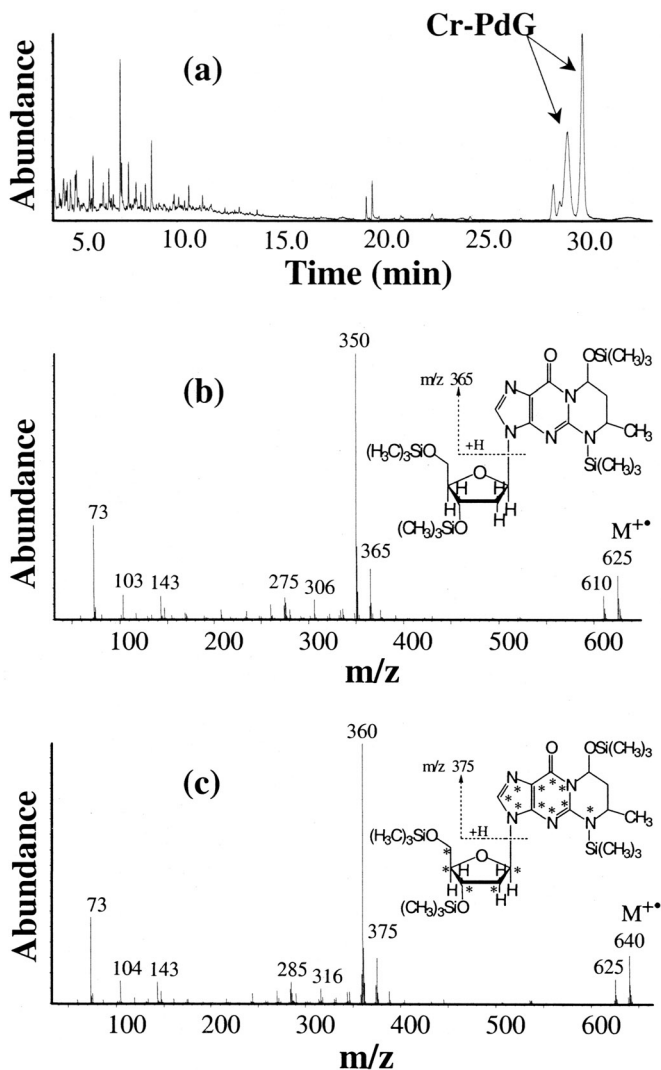 Cr-PdG
(a)
Abundance
5.0 10.0 15.0 20.0 25.0 30.0
Time (min)
350
(b)
m/z 365
+H
O
OSi(CH₃)₃
N
N
N
N
N
CH₃
Si(CH₃)₃
(H₃C)₃SiO
O
H H H
H H
(CH₃)₃SiO
73
103
143
275
306
365
610
M⁺•
625
Abundance
100 200 300 400 500 600
m/z
360
(c)
m/z 375
+H
O
OSi(CH₃)₃
N
N
N
N
N
CH₃
Si(CH₃)₃
(H₃C)₃SiO
O
H H H
H H
(CH₃)₃SiO
* * * * * * * * * * * * * * *
73
104
143
285
316
375
625
M⁺•
640
Abundance
100 200 300 400 500 600
m/z